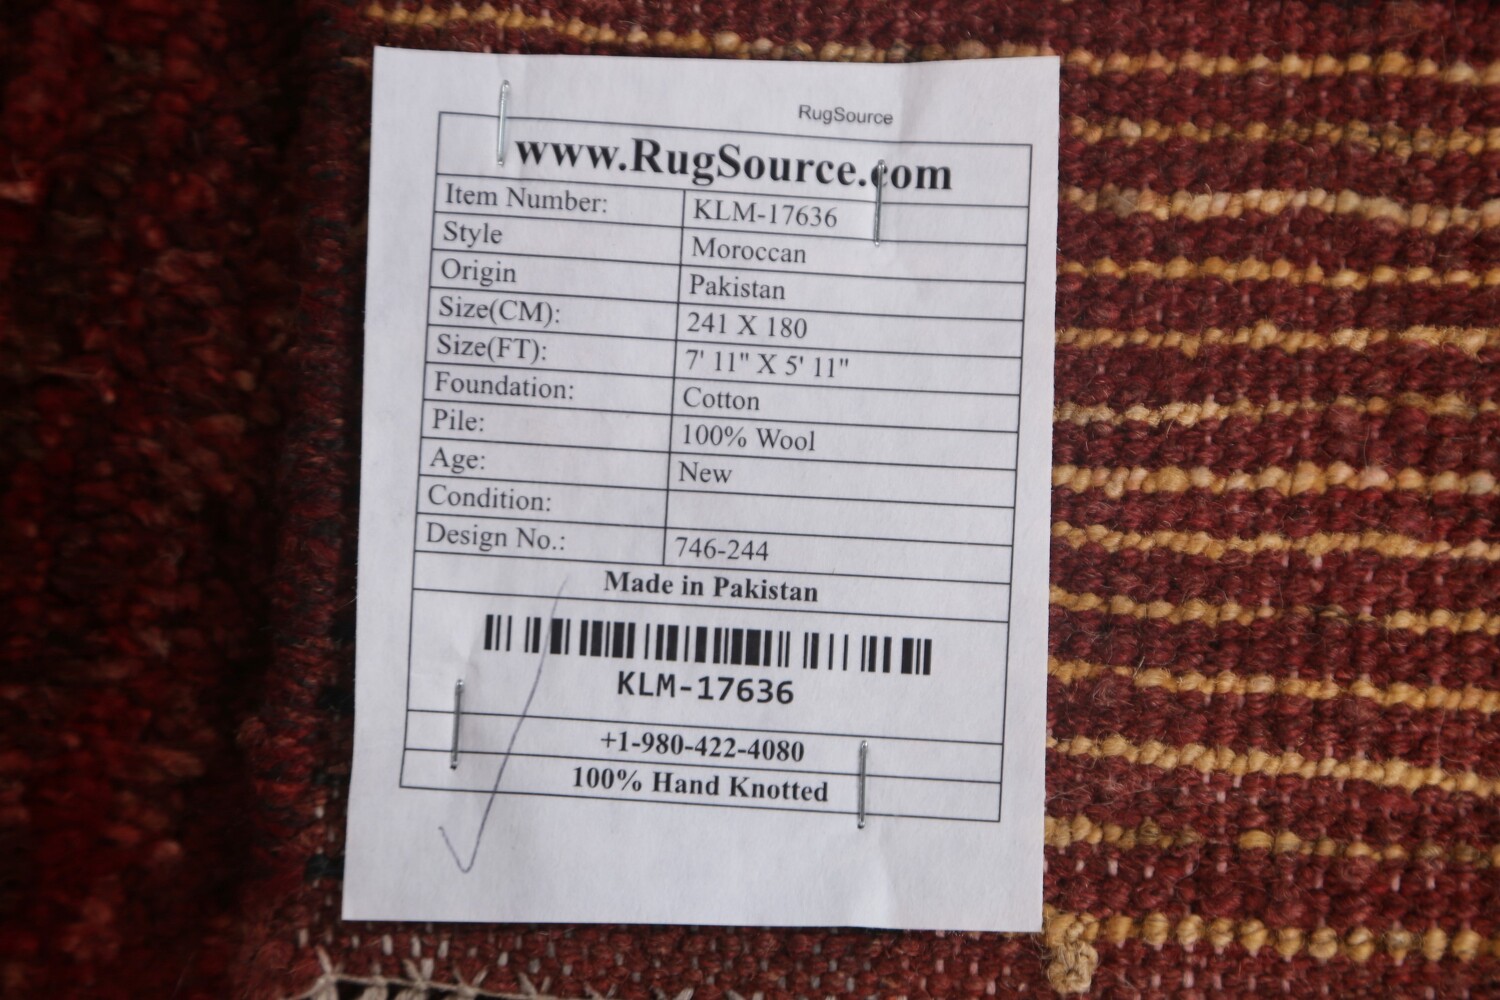 RugSource
www.RugSource.com
Item Number: KLM-17636
Style Moroccan
Origin Pakistan
Size(CM): 241 X 180
Size(FT): 7' 11" X 5' 11"
Foundation: Cotton
Pile: 100% Wool
Age: New
Condition:
Design No.: 746-244
Made in Pakistan
KLM-17636
+1-980-422-4080
100% Hand Knotted